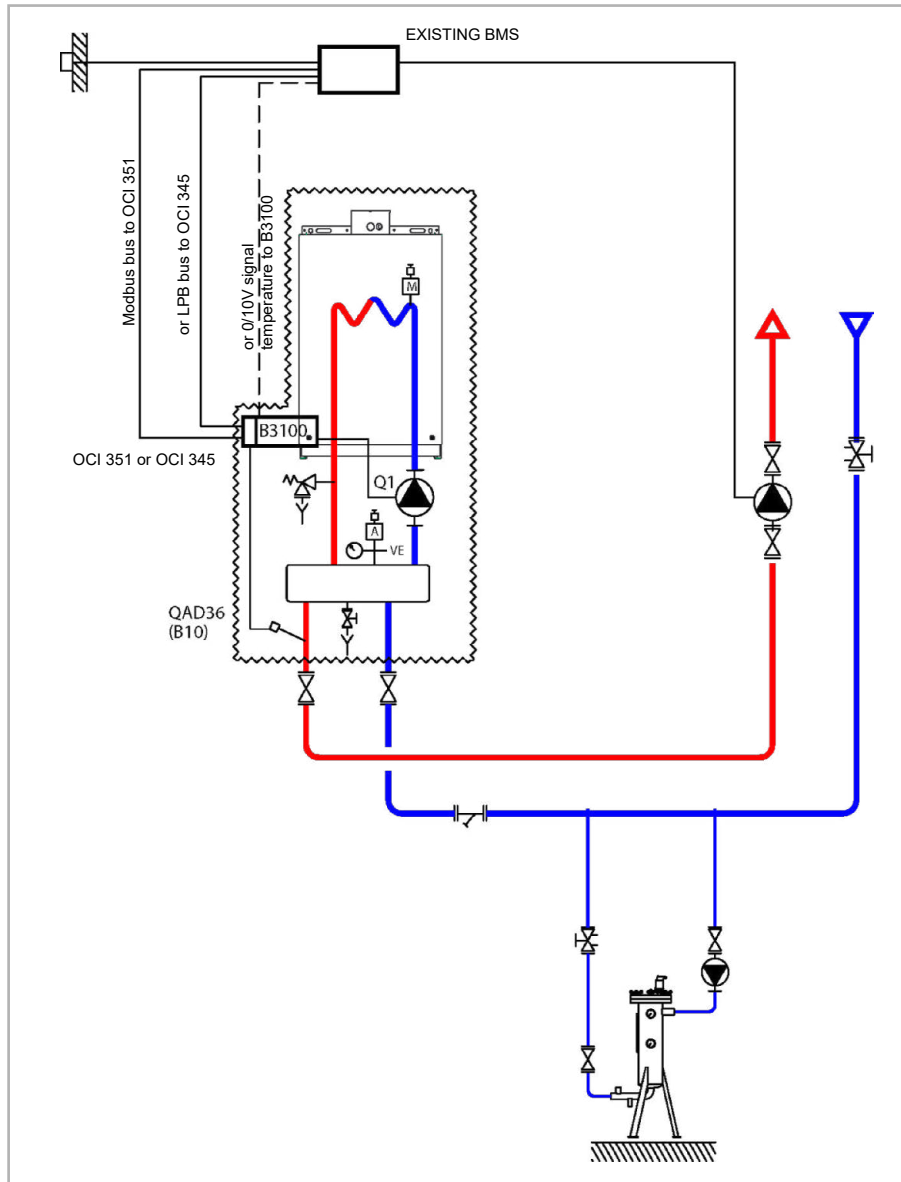 EXISTING BMS
Modbus bus to OCI 351
or LPB bus to OCI 345
or 0/10V signal
temperature to B3100
M
B3100
OCI 351 or OCI 345
Q1
A
VE
QAD36
(B10)